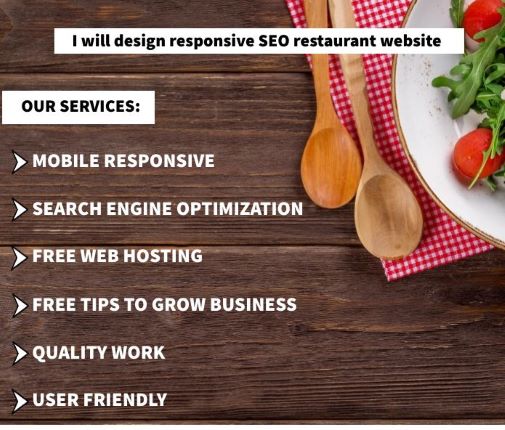 I will design responsive SEO restaurant website
OUR SERVICES:
MOBILE RESPONSIVE
SEARCH ENGINE OPTIMIZATION
FREE WEB HOSTING
FREE TIPS TO GROW BUSINESS
QUALITY WORK
USER FRIENDLY